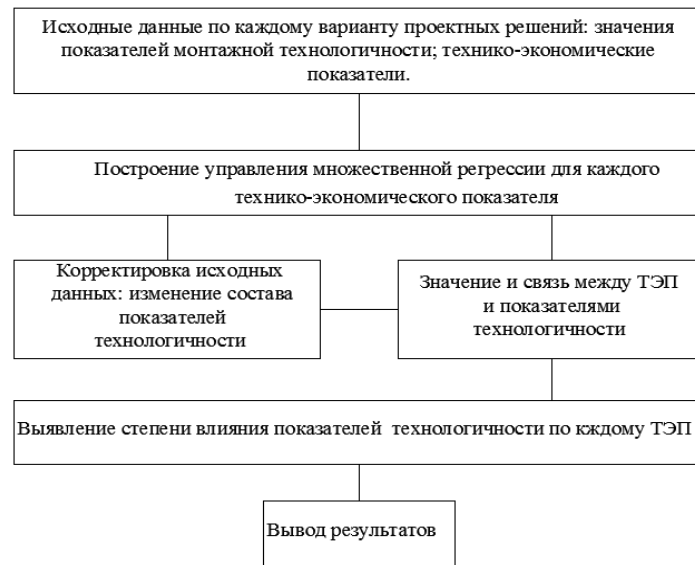 Исходные данные по каждому варианту проектных решений: значения
показателей монтажной технологичности; технико-экономические
показатели.
Построение управления множественной регрессии для каждого
технико-экономического показателя
Корректировка исходных
данных: изменение состава
показателей
технологичности
Значение и связь между ТЭП
и показателями
технологичности
Выявление степени влияния показателей технологичности по кждому ТЭП
Вывод результатов